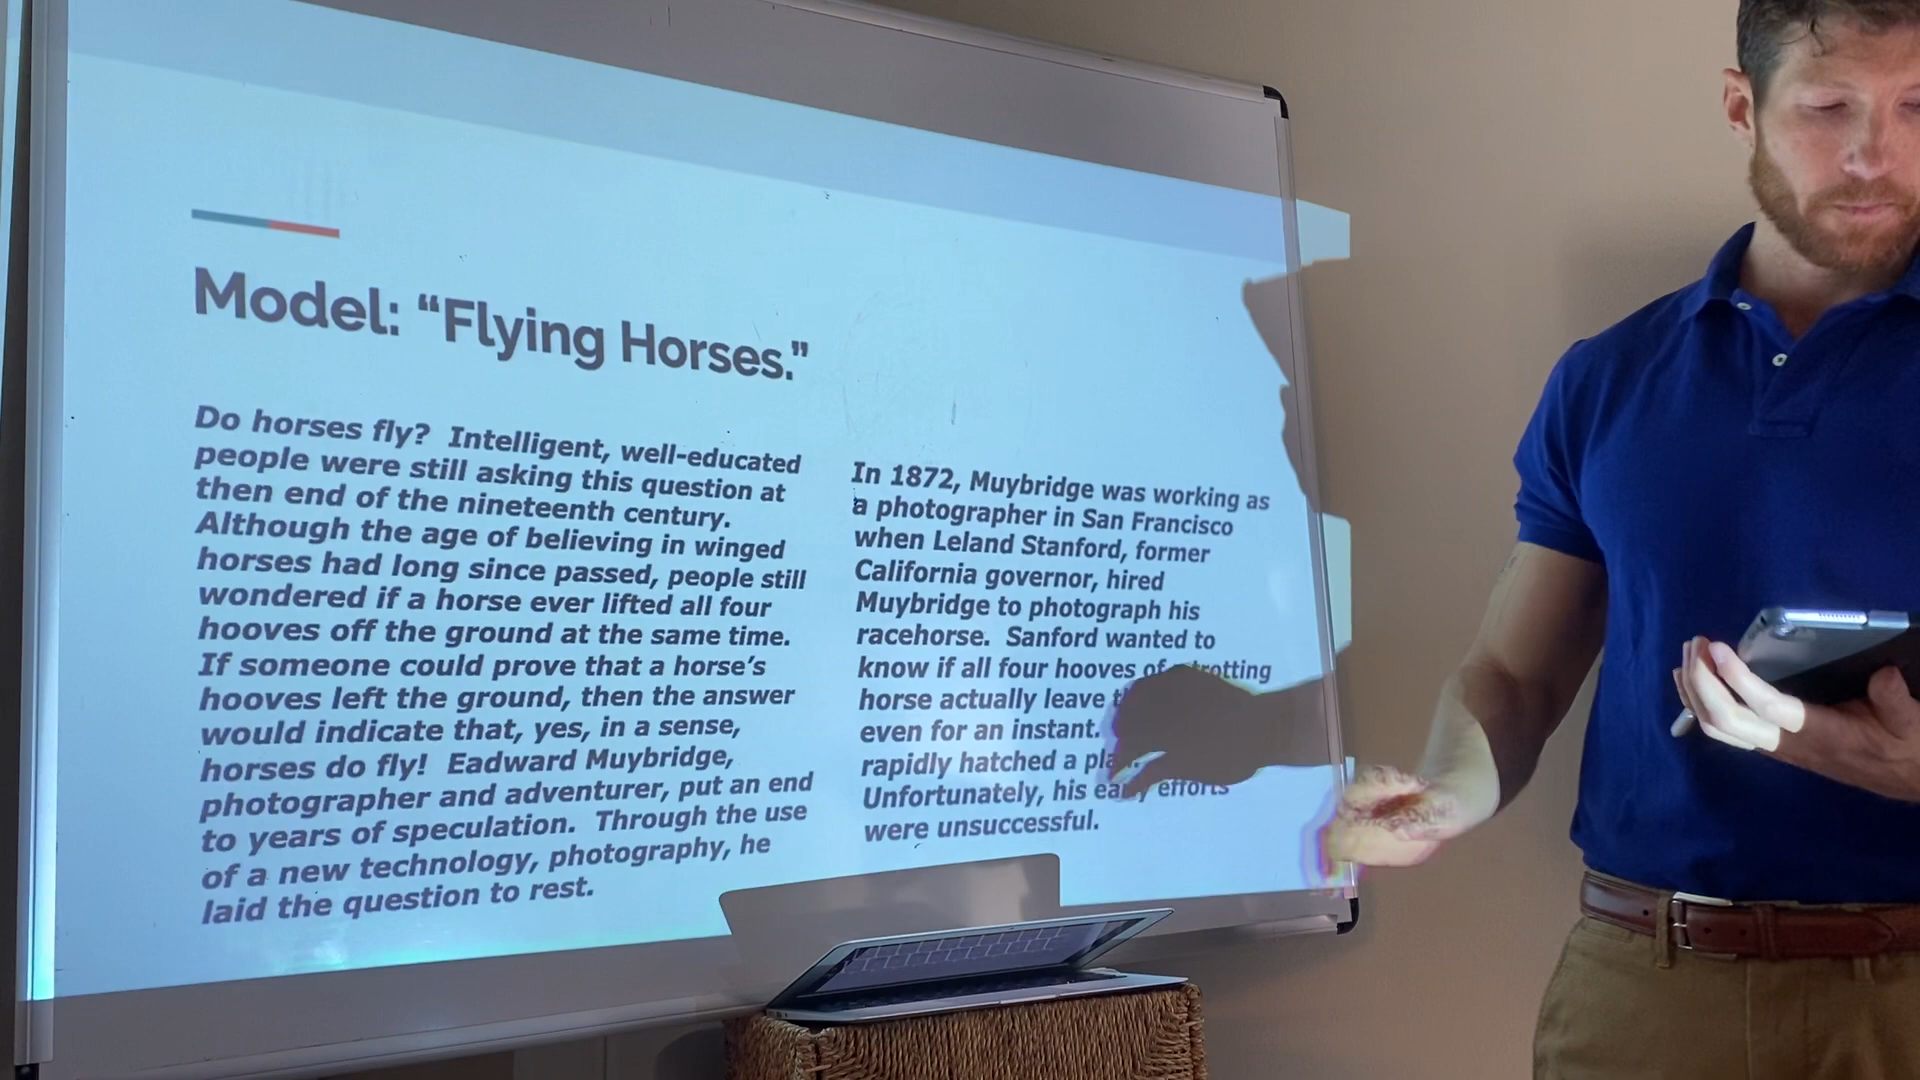 Model: “Flying Horses.”
Do horses fly?  Intelligent, well-educated
people were still asking this question at
then end of the nineteenth century.
Although the age of believing in winged
horses had long since passed, people still
wondered if a horse ever lifted all four
hooves off the ground at the same time.
If someone could prove that a horse’s
hooves left the ground, then the answer
would indicate that, yes, in a sense,
horses do fly!  Eadward Muybridge,
photographer and adventurer, put an end
to years of speculation.  Through the use
of a new technology, photography, he
laid the question to rest.
In 1872, Muybridge was working as
a photographer in San Francisco
when Leland Stanford, former
California governor, hired
Muybridge to photograph his
racehorse.  Sanford wanted to
know if all four hooves of trotting
horse actually leave
even for an instant.
rapidly hatched a plan.
Unfortunately, his early efforts
were unsuccessful.